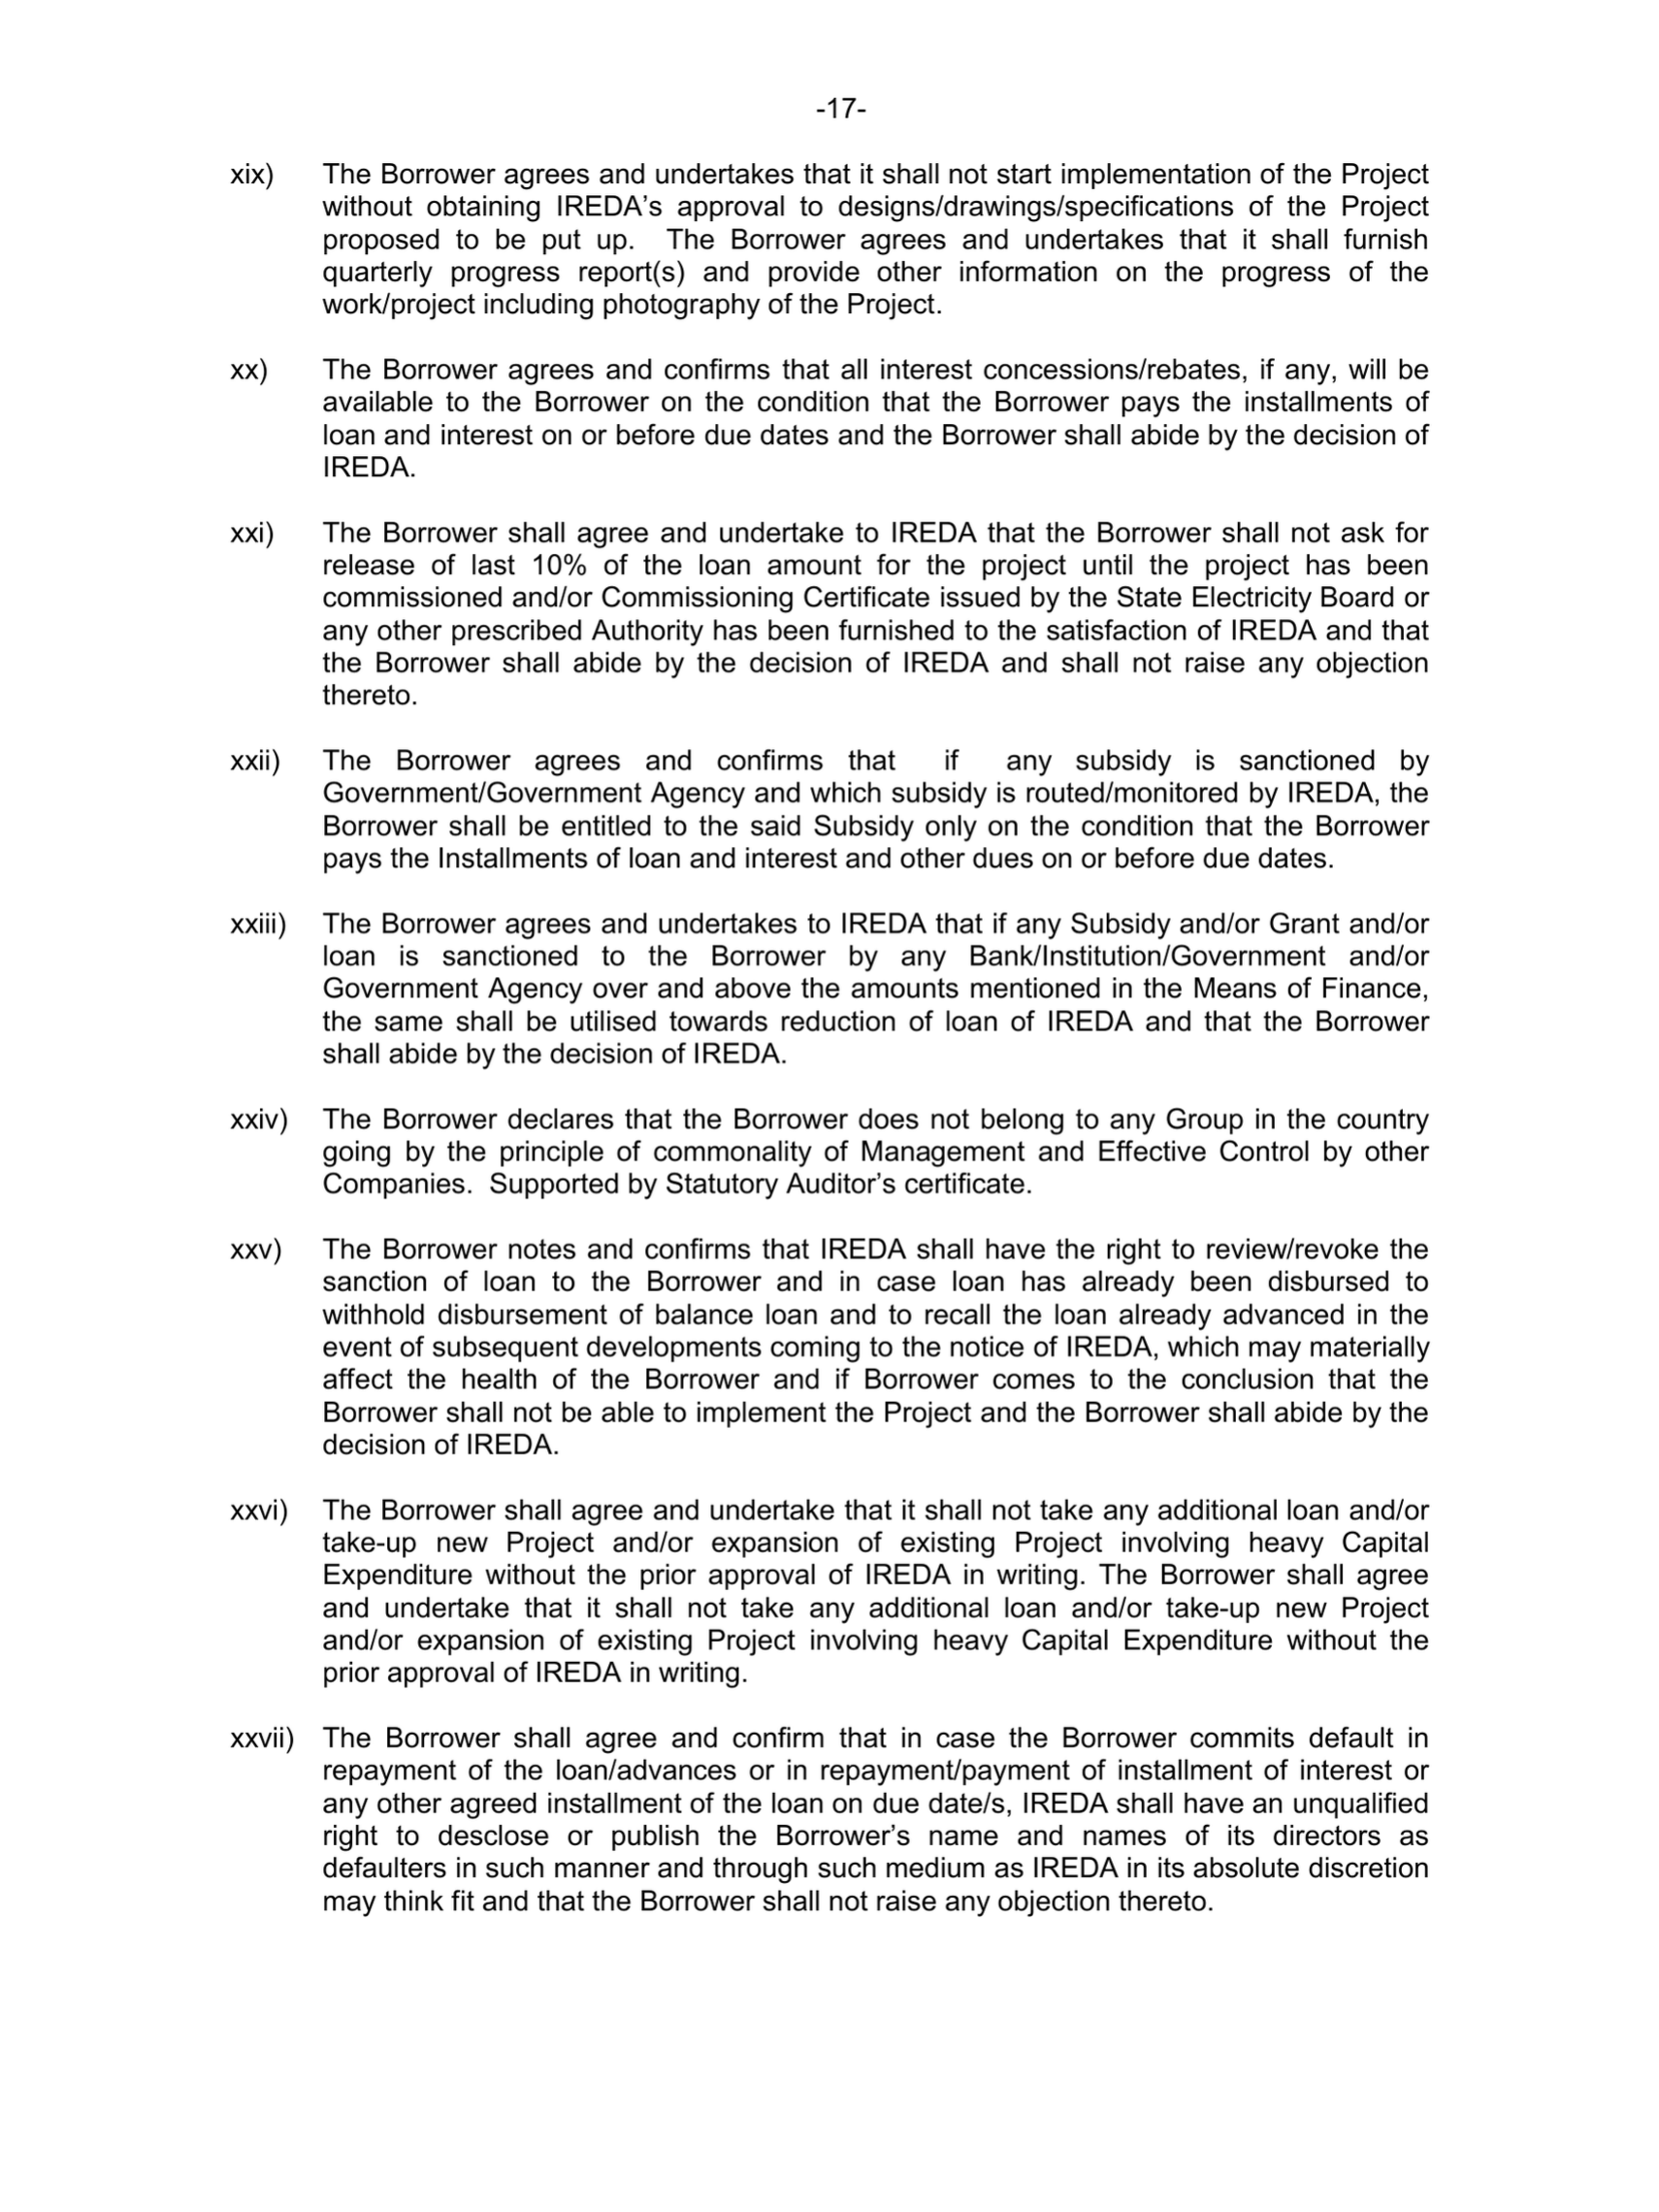 -17-
xix) The Borrower agrees and undertakes that it shall not start implementation of the Project
without obtaining IREDA’s approval to designs/drawings/specifications of the Project
proposed to be put up. The Borrower agrees and undertakes that it shall furnish
quarterly progress report(s) and provide other information on the progress of the
work/project including photography of the Project.
xx) The Borrower agrees and confirms that all interest concessions/rebates, if any, will be
available to the Borrower on the condition that the Borrower pays the installments of
loan and interest on or before due dates and the Borrower shall abide by the decision of
IREDA.
xxi) The Borrower shall agree and undertake to IREDA that the Borrower shall not ask for
release of last 10% of the loan amount for the project until the project has been
commissioned and/or Commissioning Certificate issued by the State Electricity Board or
any other prescribed Authority has been furnished to the satisfaction of IREDA and that
the Borrower shall abide by the decision of IREDA and shall not raise any objection
thereto.
xxii) The Borrower agrees and confirms that if any subsidy is sanctioned by
Government/Government Agency and which subsidy is routed/monitored by IREDA, the
Borrower shall be entitled to the said Subsidy only on the condition that the Borrower
pays the Installments of loan and interest and other dues on or before due dates.
xxiii) The Borrower agrees and undertakes to IREDA that if any Subsidy and/or Grant and/or
loan is sanctioned to the Borrower by any Bank/Institution/Government and/or
Government Agency over and above the amounts mentioned in the Means of Finance,
the same shall be utilised towards reduction of loan of IREDA and that the Borrower
shall abide by the decision of IREDA.
xxiv) The Borrower declares that the Borrower does not belong to any Group in the country
going by the principle of commonality of Management and Effective Control by other
Companies. Supported by Statutory Auditor’s certificate.
xxv) The Borrower notes and confirms that IREDA shall have the right to review/revoke the
sanction of loan to the Borrower and in case loan has already been disbursed to
withhold disbursement of balance loan and to recall the loan already advanced in the
event of subsequent developments coming to the notice of IREDA, which may materially
affect the health of the Borrower and if Borrower comes to the conclusion that the
Borrower shall not be able to implement the Project and the Borrower shall abide by the
decision of IREDA.
xxvi) The Borrower shall agree and undertake that it shall not take any additional loan and/or
take-up new Project and/or expansion of existing Project involving heavy Capital
Expenditure without the prior approval of IREDA in writing. The Borrower shall agree
and undertake that it shall not take any additional loan and/or take-up new Project
and/or expansion of existing Project involving heavy Capital Expenditure without the
prior approval of IREDA in writing.
xxvii) The Borrower shall agree and confirm that in case the Borrower commits default in
repayment of the loan/advances or in repayment/payment of installment of interest or
any other agreed installment of the loan on due date/s, IREDA shall have an unqualified
right to desclose or publish the Borrower’s name and names of its directors as
defaulters in such manner and through such medium as IREDA in its absolute discretion
may think fit and that the Borrower shall not raise any objection thereto.